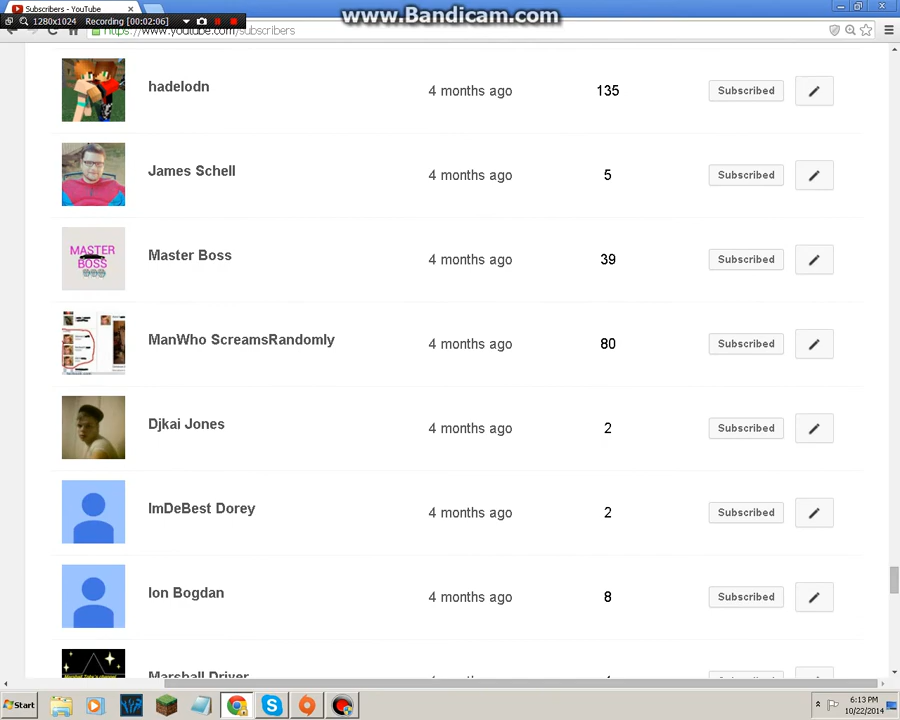 www.Bandicam.com
Subscribers - YouTube
1280x1024 Recording [00:02:06]
https://www.youtube.com/subscribers
hadelodn 4 months ago 135 Subscribed
James Schell 4 months ago 5 Subscribed
MASTER
BOSS
Master Boss 4 months ago 39 Subscribed
ManWho ScreamsRandomly 4 months ago 80 Subscribed
Djkai Jones 4 months ago 2 Subscribed
ImDeBest Dorey 4 months ago 2 Subscribed
Ion Bogdan 4 months ago 8 Subscribed
Marshall Driver
Start
6:13 PM
10/22/2014